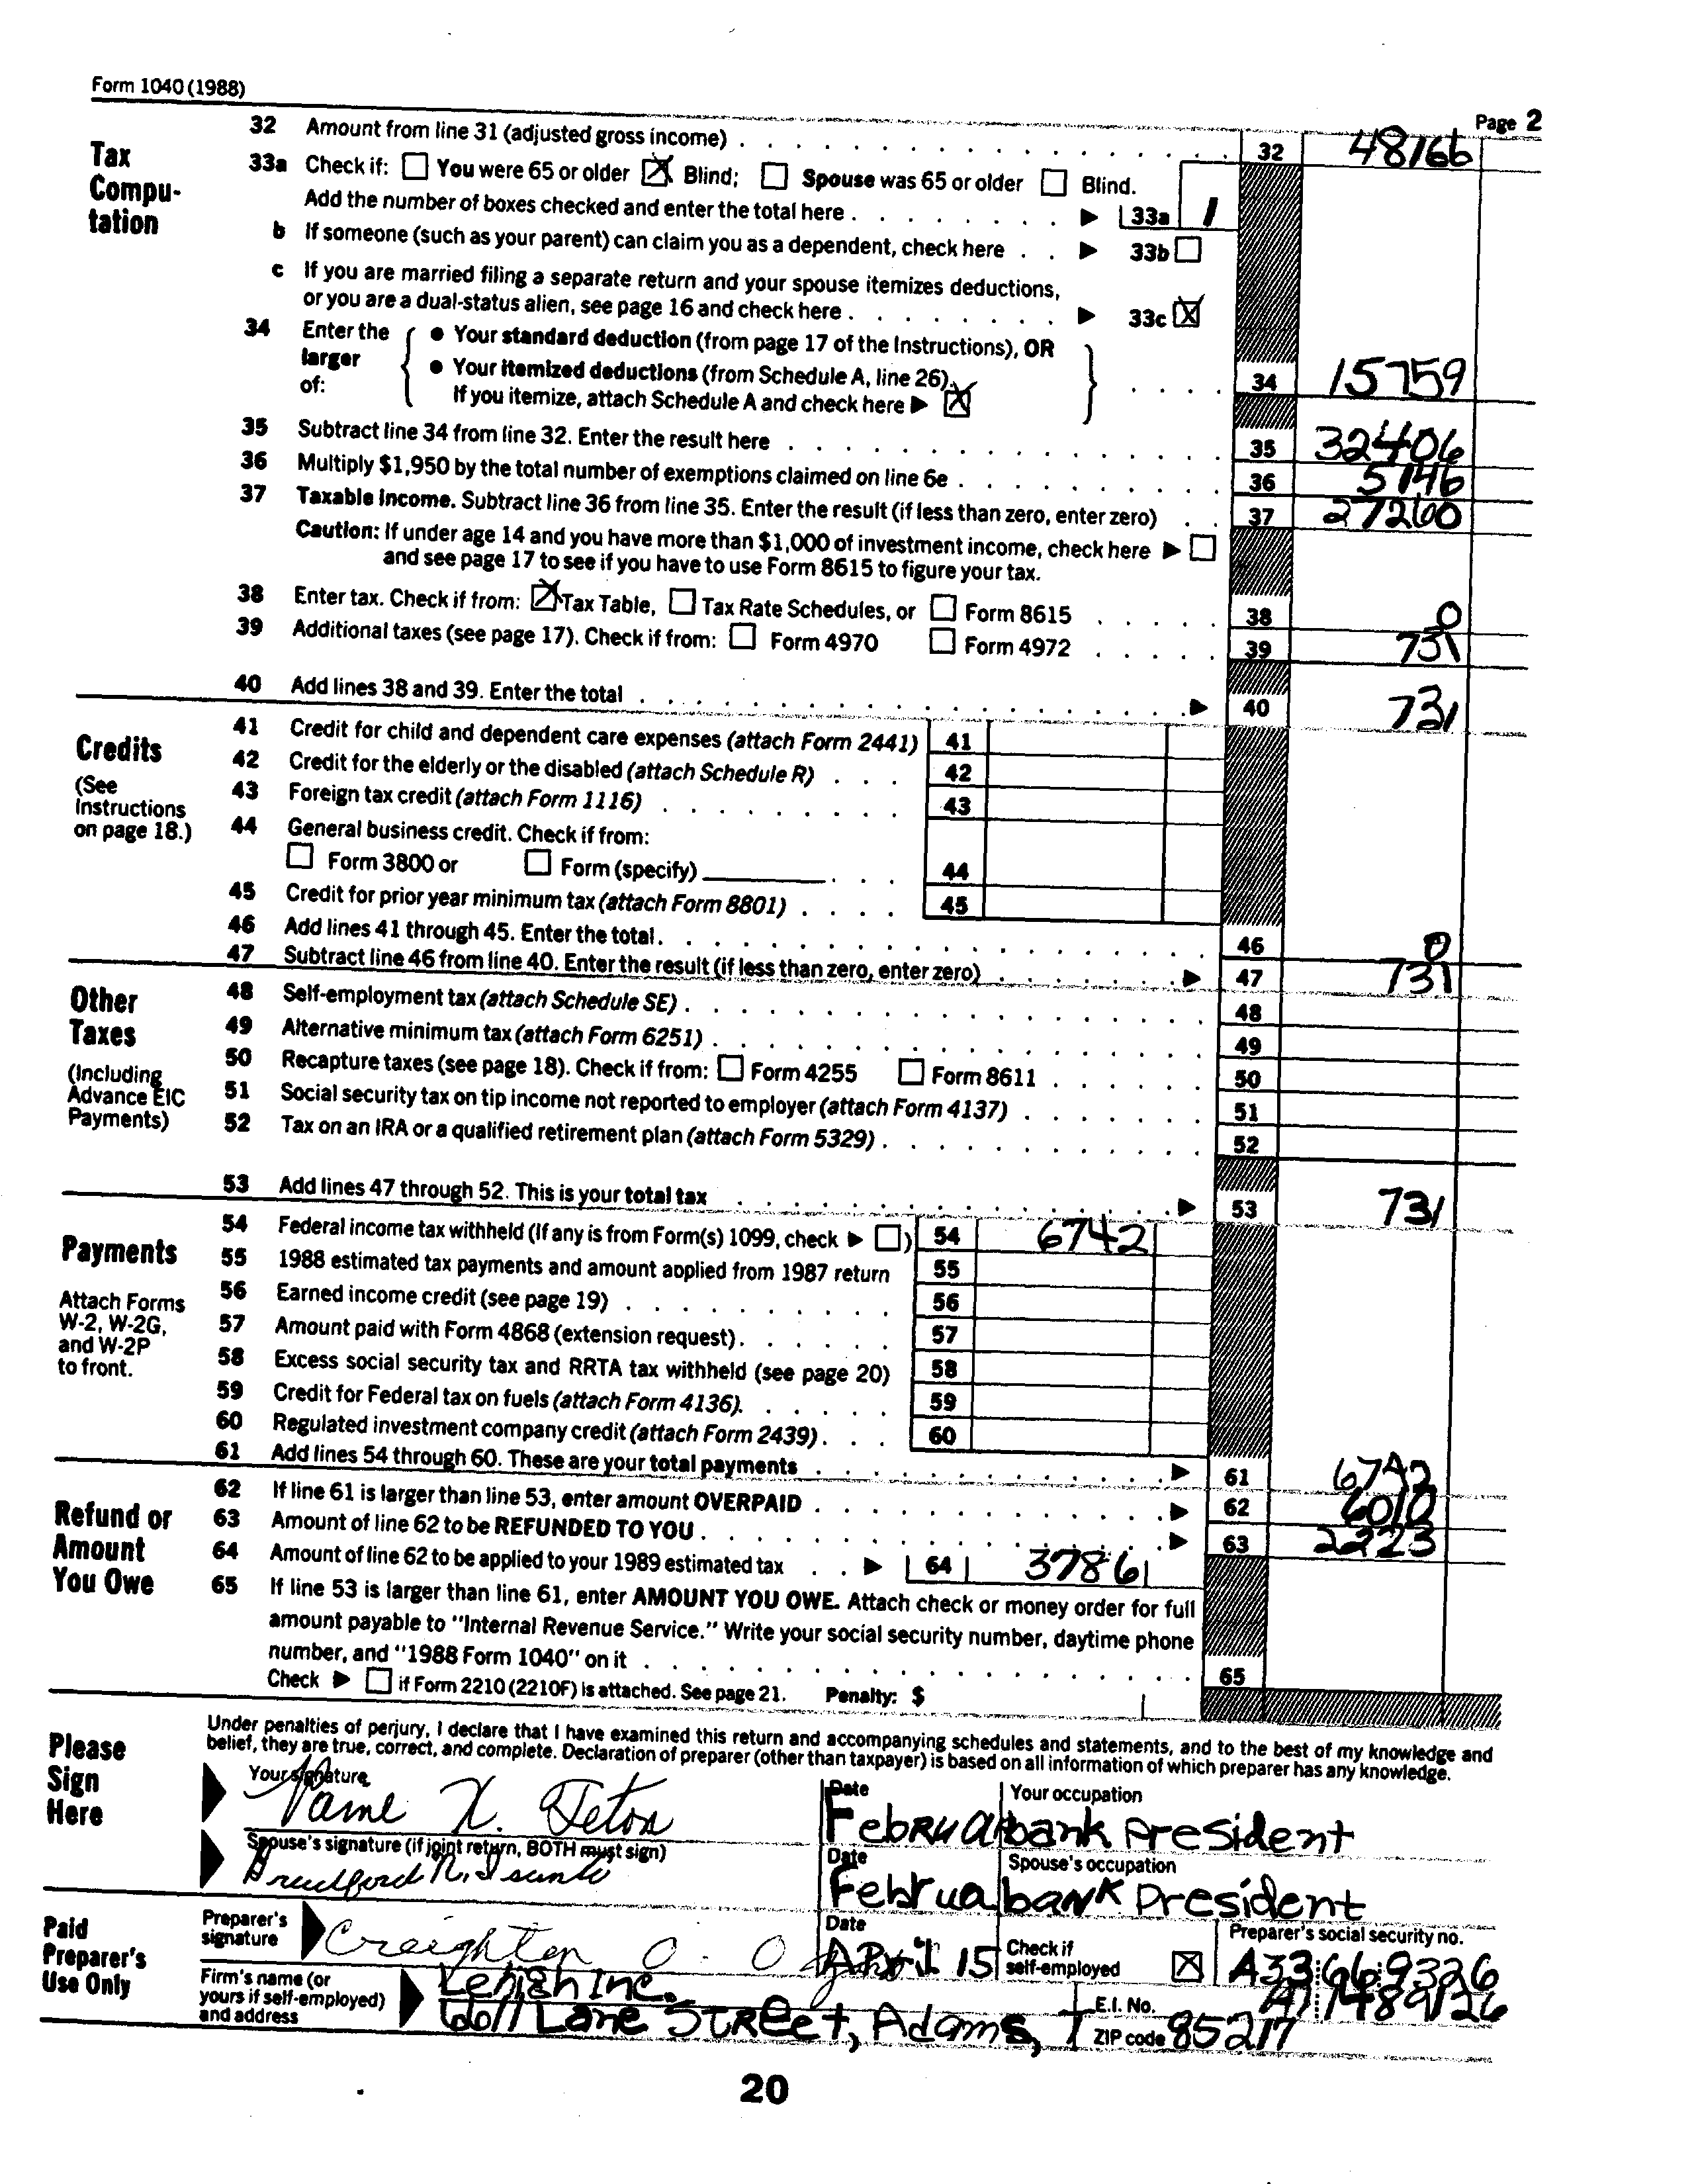 Form 1040 (1988)
Page 2
Tax Compu-tation
32 Amount from line 31 (adjusted gross income) 32 48166
33a Check if: You were 65 or older Blind; Spouse was 65 or older Blind.
Add the number of boxes checked and enter the total here 33a 1
b If someone (such as your parent) can claim you as a dependent, check here 33b
c If you are married filing a separate return and your spouse itemizes deductions,
or you are a dual-status alien, see page 16 and check here 33c X
34 Enter the larger of:
• Your standard deduction (from page 17 of the Instructions), OR
• Your itemized deductions (from Schedule A, line 26).
If you itemize, attach Schedule A and check here X 34 15759
35 Subtract line 34 from line 32. Enter the result here 35 32406
36 Multiply $1,950 by the total number of exemptions claimed on line 6e 36 5146
37 Taxable income. Subtract line 36 from line 35. Enter the result (if less than zero, enter zero) 37 27260
Caution: If under age 14 and you have more than $1,000 of investment income, check here
and see page 17 to see if you have to use Form 8615 to figure your tax.
38 Enter tax. Check if from: X Tax Table, Tax Rate Schedules, or Form 8615 38 0
39 Additional taxes (see page 17). Check if from: Form 4970 Form 4972 39 731
40 Add lines 38 and 39. Enter the total 40 731
Credits
(See Instructions on page 18.)
41 Credit for child and dependent care expenses (attach Form 2441) 41
42 Credit for the elderly or the disabled (attach Schedule R) 42
43 Foreign tax credit (attach Form 1116) 43
44 General business credit. Check if from:
Form 3800 or Form (specify) 44
45 Credit for prior year minimum tax (attach Form 8801) 45
46 Add lines 41 through 45. Enter the total. 46 0
47 Subtract line 46 from line 40. Enter the result (if less than zero, enter zero) 47 731
Other Taxes
(Including Advance EIC Payments)
48 Self-employment tax (attach Schedule SE) 48
49 Alternative minimum tax (attach Form 6251) 49
50 Recapture taxes (see page 18). Check if from: Form 4255 Form 8611 50
51 Social security tax on tip income not reported to employer (attach Form 4137) 51
52 Tax on an IRA or a qualified retirement plan (attach Form 5329) 52
53 Add lines 47 through 52. This is your total tax 53 731
Payments
Attach Forms W-2, W-2G, and W-2P to front.
54 Federal income tax withheld (If any is from Form(s) 1099, check ) 54 6742
55 1988 estimated tax payments and amount applied from 1987 return 55
56 Earned income credit (see page 19) 56
57 Amount paid with Form 4868 (extension request) 57
58 Excess social security tax and RRTA tax withheld (see page 20) 58
59 Credit for Federal tax on fuels (attach Form 4136). 59
60 Regulated investment company credit (attach Form 2439) 60
61 Add lines 54 through 60. These are your total payments 61 6742
Refund or Amount You Owe
62 If line 61 is larger than line 53, enter amount OVERPAID 62 6010
63 Amount of line 62 to be REFUNDED TO YOU 63 2223
64 Amount of line 62 to be applied to your 1989 estimated tax 64 3786
65 If line 53 is larger than line 61, enter AMOUNT YOU OWE. Attach check or money order for full
amount payable to "Internal Revenue Service." Write your social security number, daytime phone
number, and "1988 Form 1040" on it 65
Check if Form 2210 (2210F) is attached. See page 21. Penalty: $
Please Sign Here
Under penalties of perjury, I declare that I have examined this return and accompanying schedules and statements, and to the best of my knowledge and
belief, they are true, correct, and complete. Declaration of preparer (other than taxpayer) is based on all information of which preparer has any knowledge.
Your signature Date Your occupation
X. Februa bank president
Spouse's signature (if joint return, BOTH must sign) Date Spouse's occupation
Februa bank president
Paid Preparer's Use Only
Preparer's signature Date Check if self-employed X Preparer's social security no.
Creighton O. April 15 A33 66 9326
Firm's name (or yours if self-employed) and address
Lehigh Inc. E.I. No. A1 1489126
6011 Lane Street, Adams, ZIP code 85217
20